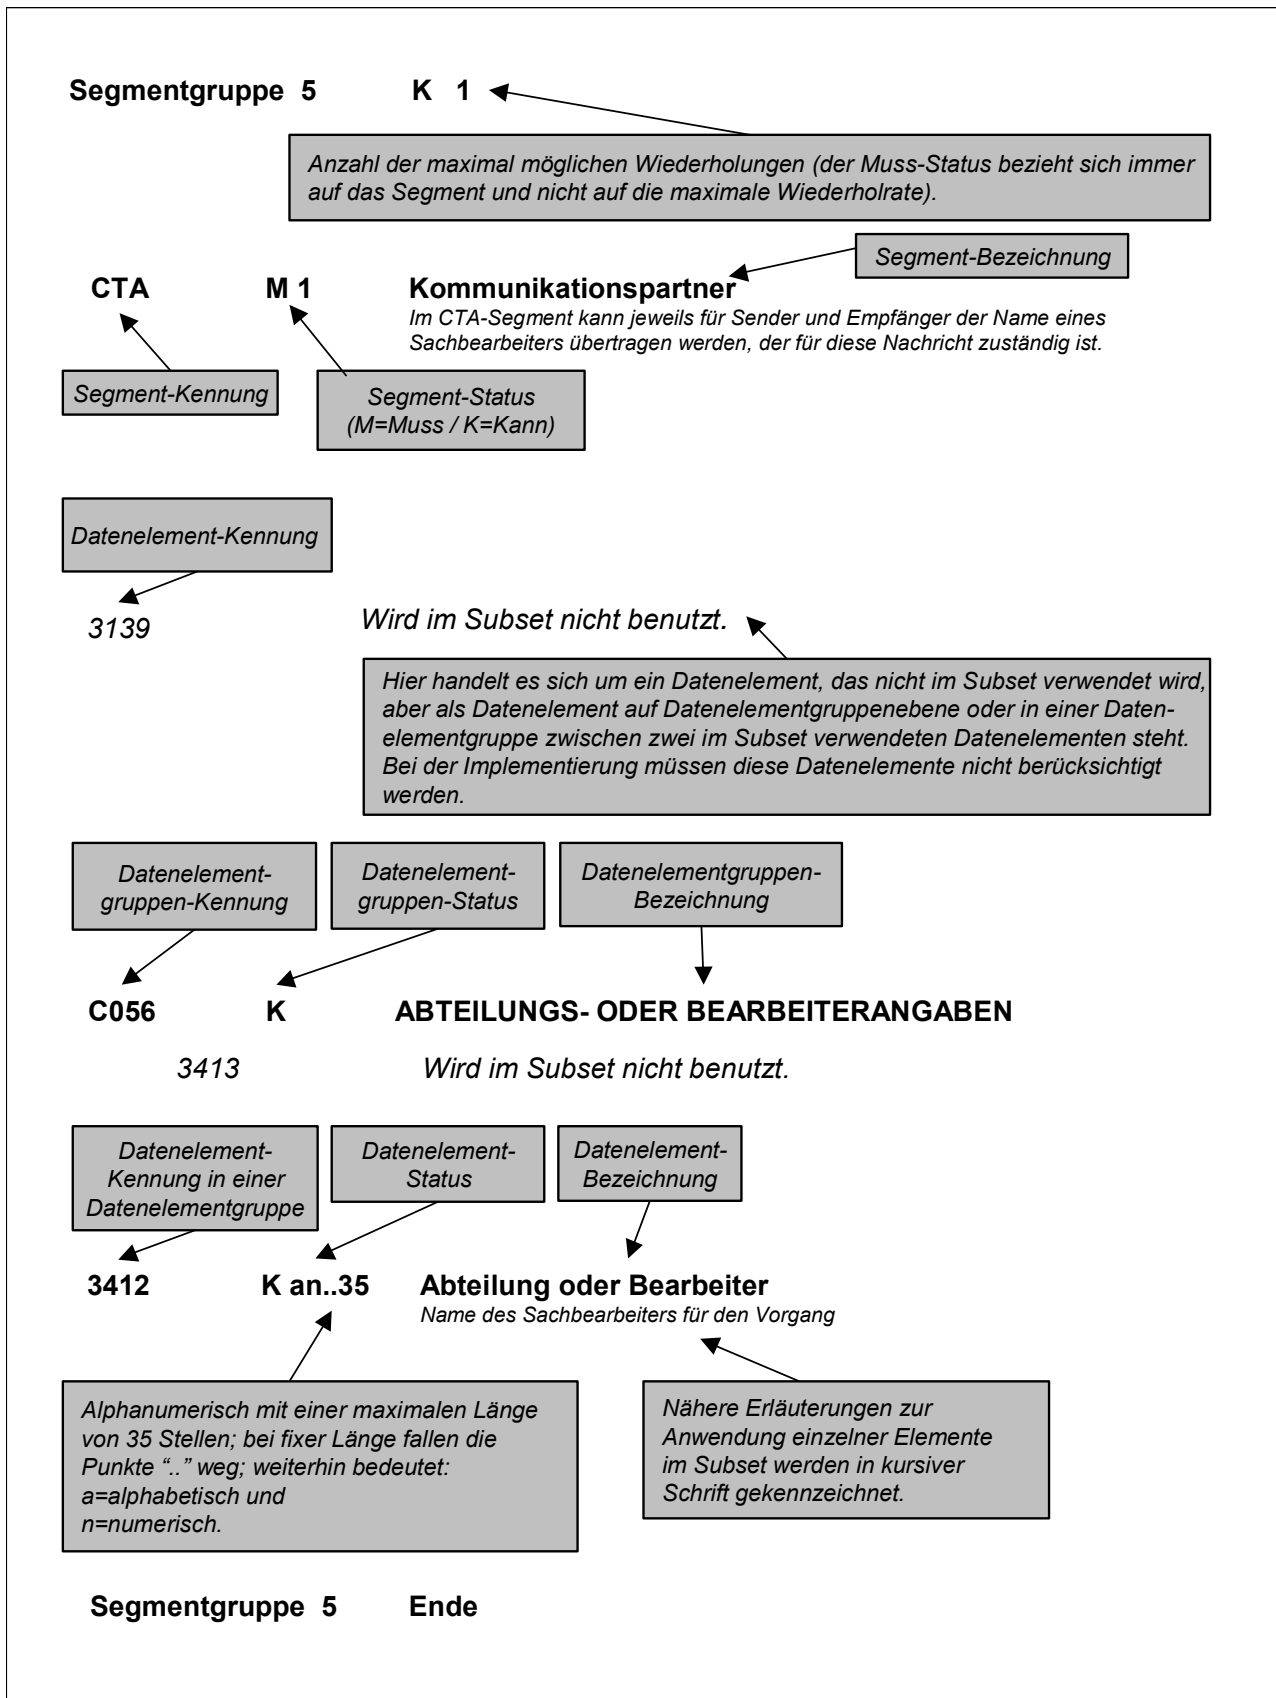 Segmentgruppe 5 K 1
Anzahl der maximal möglichen Wiederholungen (der Muss-Status bezieht sich immer
auf das Segment und nicht auf die maximale Wiederholrate).
Segment-Bezeichnung
CTA M 1 Kommunikationspartner
Im CTA-Segment kann jeweils für Sender und Empfänger der Name eines
Sachbearbeiters übertragen werden, der für diese Nachricht zuständig ist.
Segment-Kennung
Segment-Status
(M=Muss / K=Kann)
Datenelement-Kennung
3139 Wird im Subset nicht benutzt.
Hier handelt es sich um ein Datenelement, das nicht im Subset verwendet wird,
aber als Datenelement auf Datenelementgruppenebene oder in einer Daten-
elementgruppe zwischen zwei im Subset verwendeten Datenelementen steht.
Bei der Implementierung müssen diese Datenelemente nicht berücksichtigt
werden.
Datenelement-
gruppen-Kennung
Datenelement-
gruppen-Status
Datenelementgruppen-
Bezeichnung
C056 K ABTEILUNGS- ODER BEARBEITERANGABEN
3413 Wird im Subset nicht benutzt.
Datenelement-
Kennung in einer
Datenelementgruppe
Datenelement-
Status
Datenelement-
Bezeichnung
3412 K an..35 Abteilung oder Bearbeiter
Name des Sachbearbeiters für den Vorgang
Alphanumerisch mit einer maximalen Länge
von 35 Stellen; bei fixer Länge fallen die
Punkte “..” weg; weiterhin bedeutet:
a=alphabetisch und
n=numerisch.
Nähere Erläuterungen zur
Anwendung einzelner Elemente
im Subset werden in kursiver
Schrift gekennzeichnet.
Segmentgruppe 5 Ende